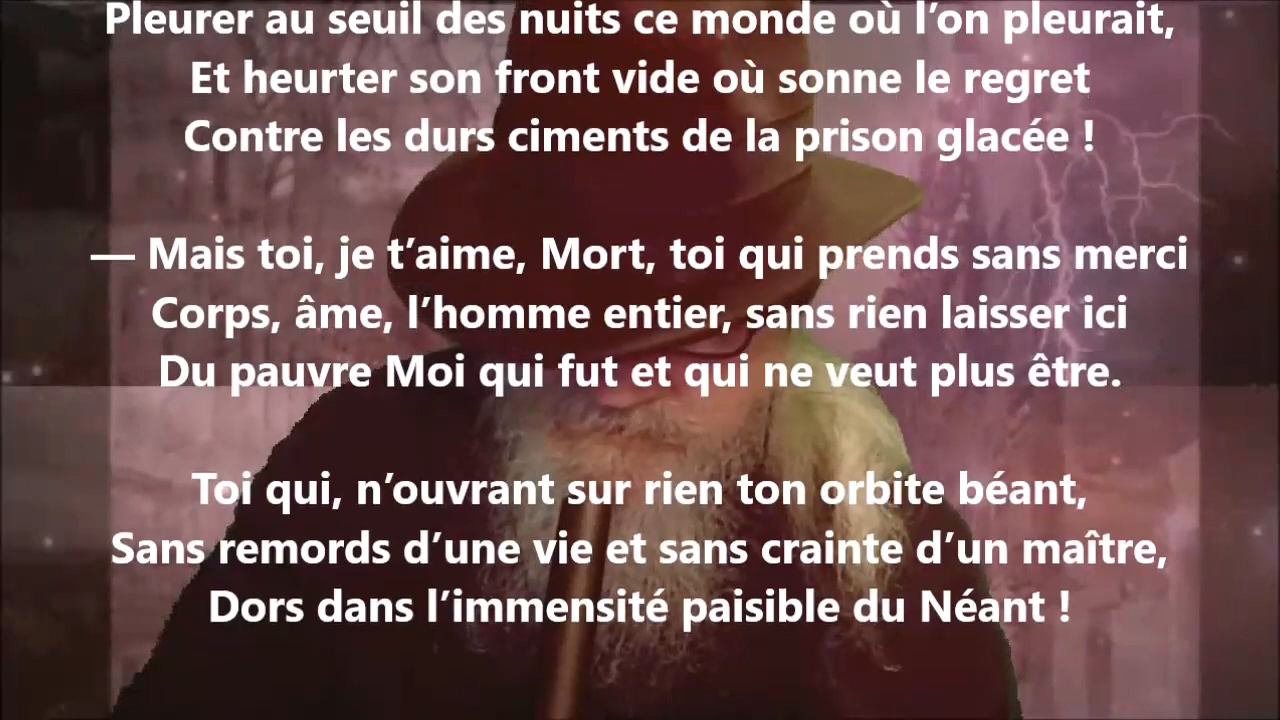 Pleurer au seuil des nuits ce monde où l’on pleurait,
Et heurter son front vide où sonne le regret
Contre les durs ciments de la prison glacée !
— Mais toi, je t’aime, Mort, toi qui prends sans merci
Corps, âme, l’homme entier, sans rien laisser ici
Du pauvre Moi qui fut et qui ne veut plus être.
Toi qui, n’ouvrant sur rien ton orbite béant,
Sans remords d’une vie et sans crainte d’un maître,
Dors dans l’immensité paisible du Néant !